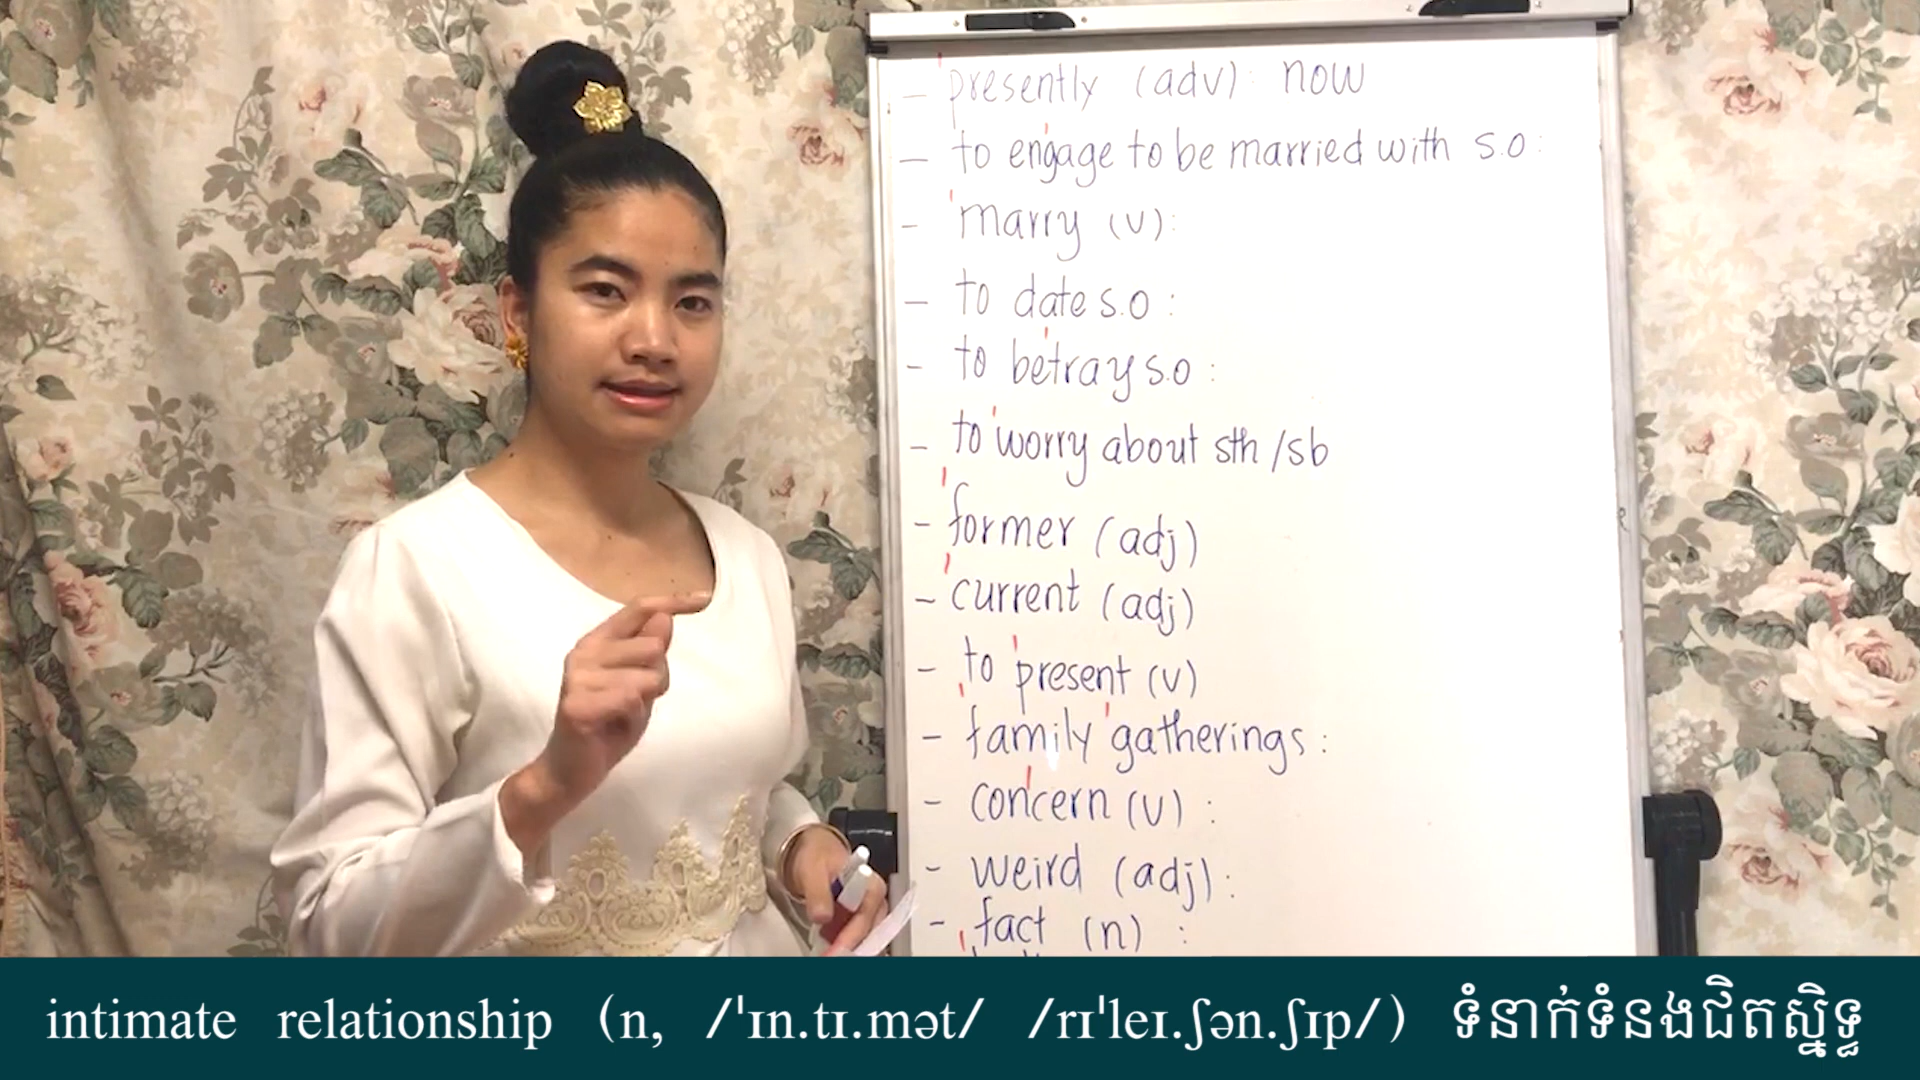 – presently (adv): now
– to engage to be married with s.o:
– marry (v):
– to date s.o :
– to betray s.o :
– to worry about sth/sb
– former (adj)
– current (adj)
– to present (v)
– family gatherings :
– concern (v) :
– weird (adj) :
– fact (n) :
intimate relationship (n, /ˈɪn.tɪ.mət/ /rɪˈleɪ.ʃən.ʃɪp/) ទំនាក់ទំនងជិតស្និទ្ធ